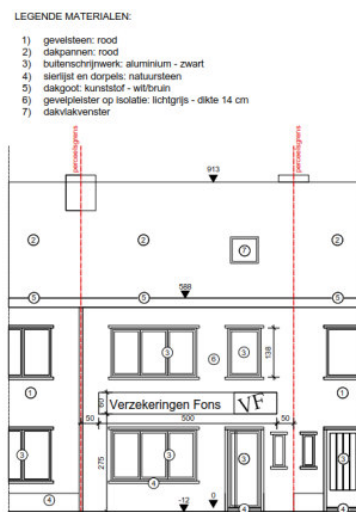 LEGENDE MATERIALEN:
1) gevelsteen: rood
2) dakpannen: rood
3) buitenschrijnwerk: aluminium - zwart
4) sierlijst en dorpels: natuursteen
5) dakgoot: kunststof - wit/bruin
6) gevelpleister op isolatie: lichtgrijs - dikte 14 cm
7) dakvlakvenster
perceelsgrens
perceelsgrens
913
2
2
2
7
588
5
5
5
3
3
138
6
1
1
60
Verzekeringen Fons VF
50
500
50
275
3
3
3
3
4
4
-12
0
4
4